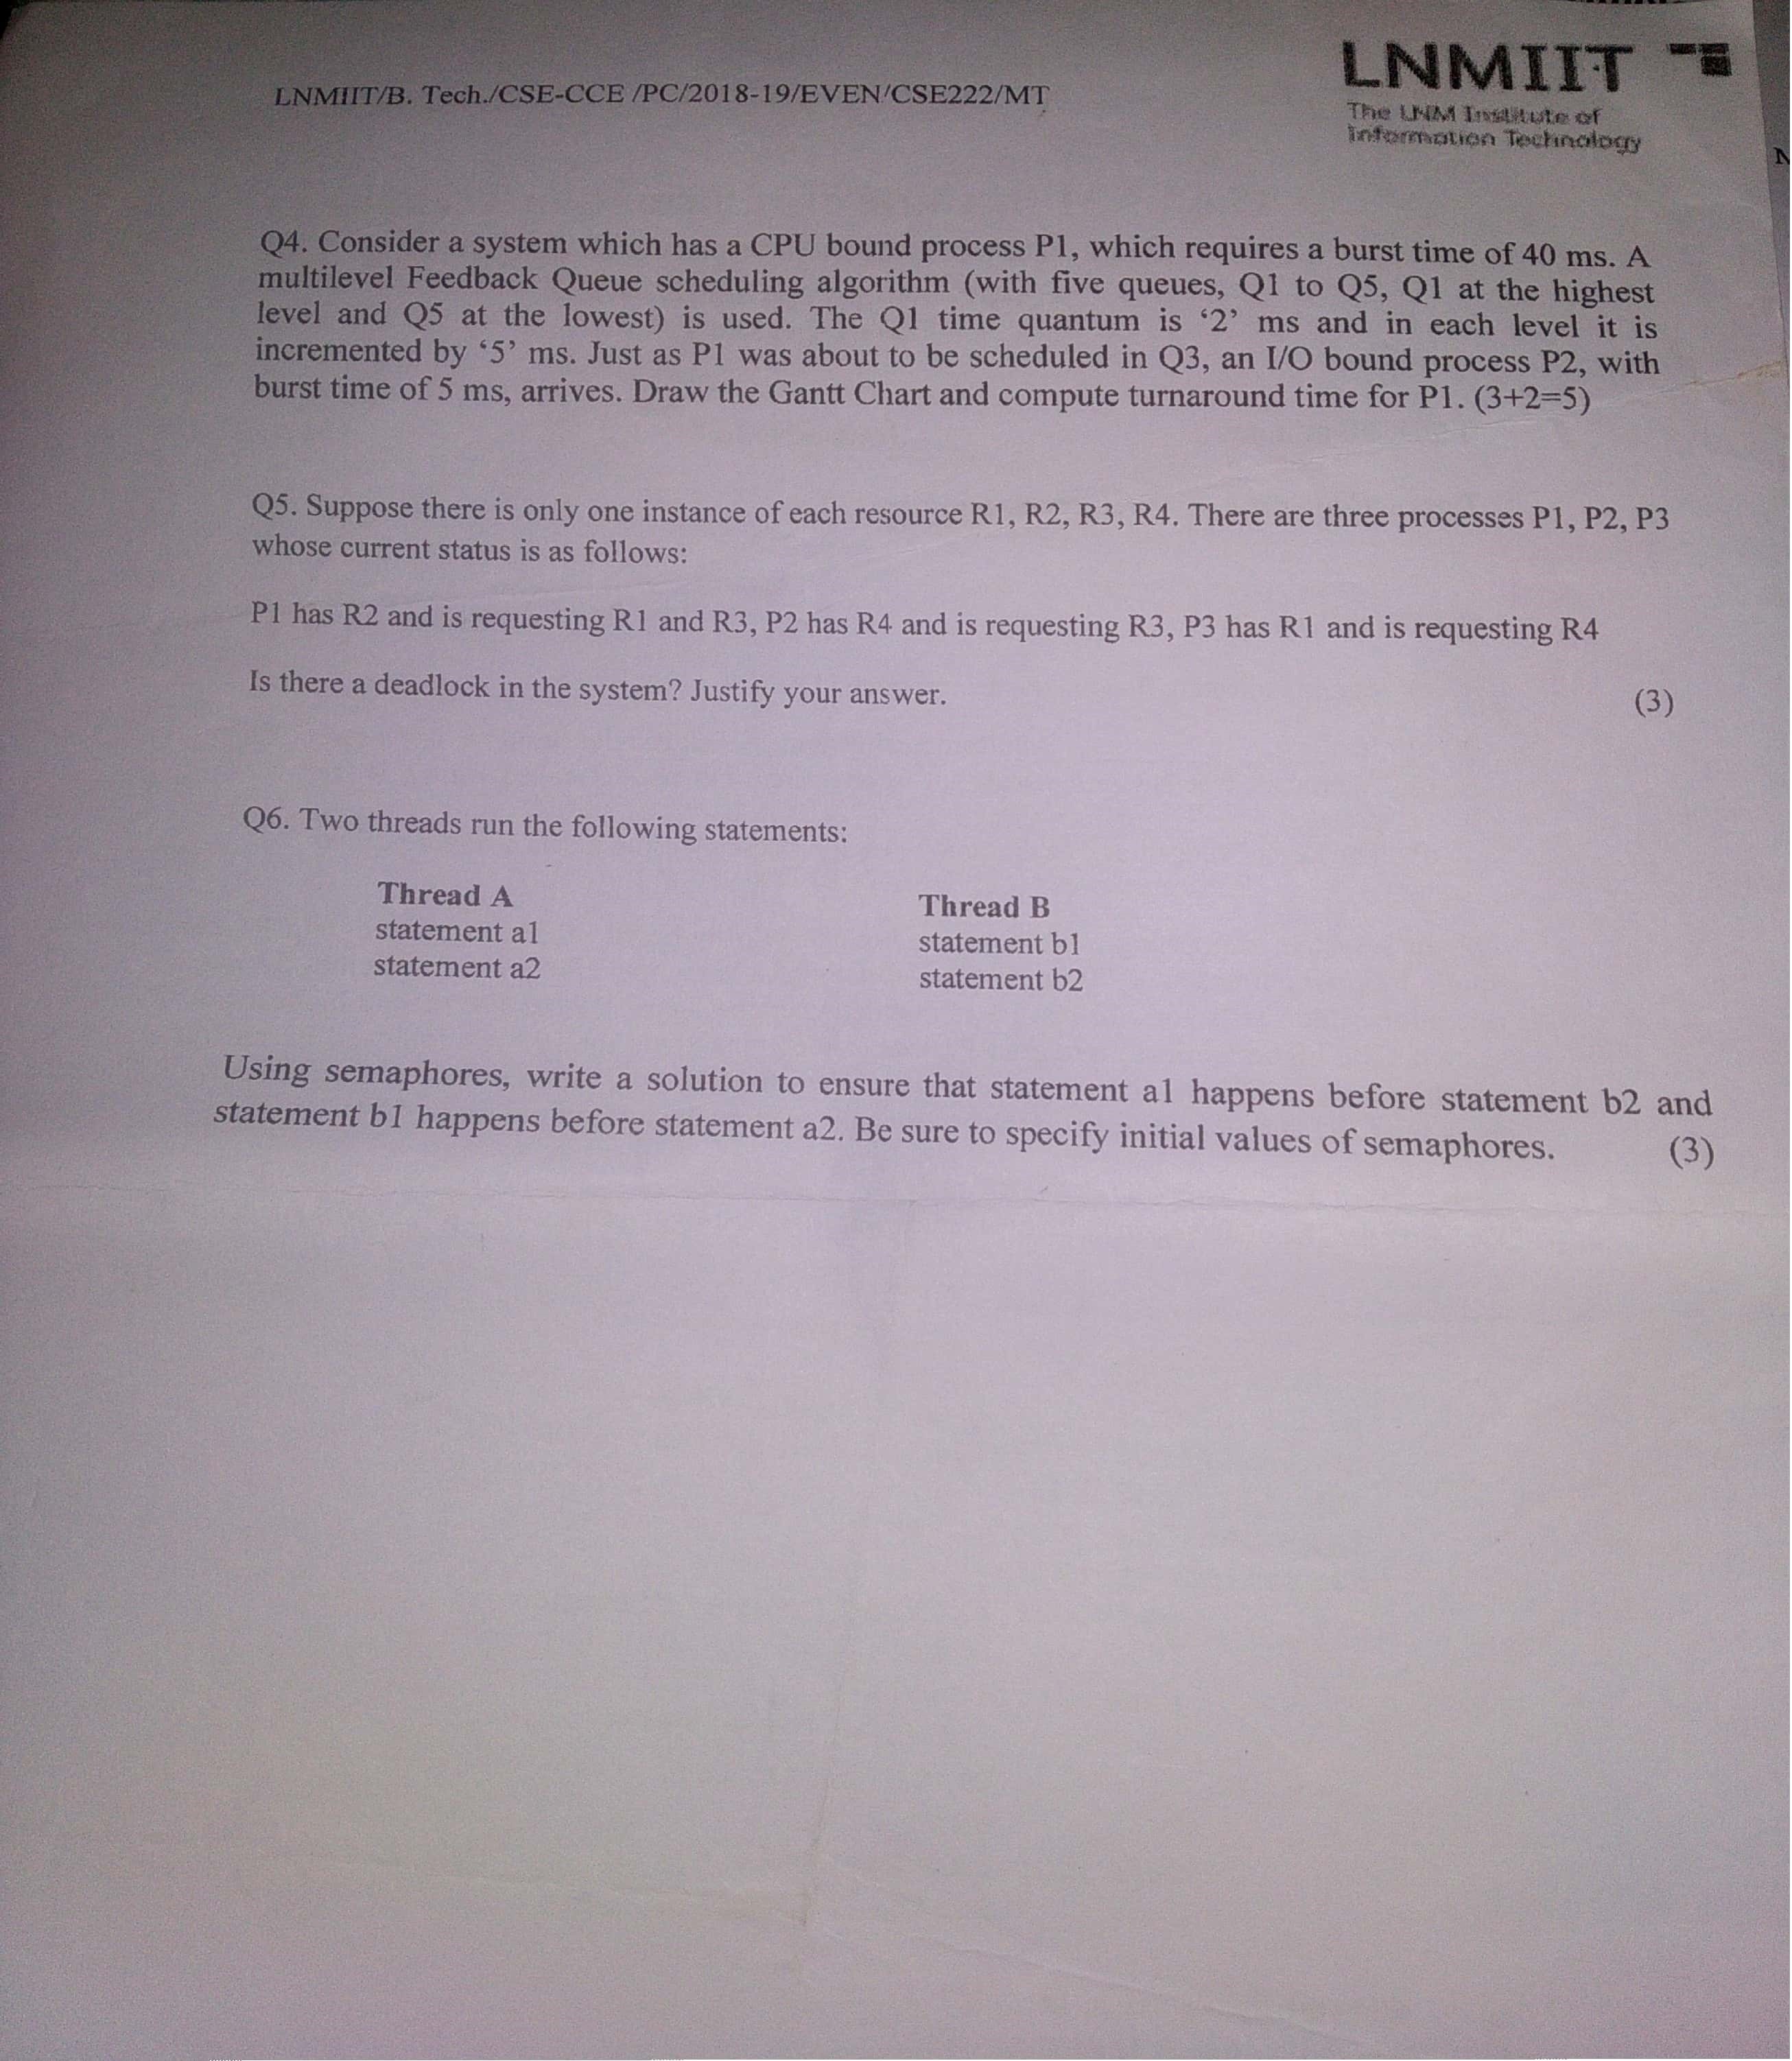 LNMIIT/B. Tech./CSE-CCE /PC/2018-19/EVEN/CSE222/MT
LNMIIT
The LNM Institute of
Information Technology
Q4. Consider a system which has a CPU bound process P1, which requires a burst time of 40 ms. A
multilevel Feedback Queue scheduling algorithm (with five queues, Q1 to Q5, Q1 at the highest
level and Q5 at the lowest) is used. The Q1 time quantum is ‘2’ ms and in each level it is
incremented by ‘5’ ms. Just as P1 was about to be scheduled in Q3, an I/O bound process P2, with
burst time of 5 ms, arrives. Draw the Gantt Chart and compute turnaround time for P1. (3+2=5)
Q5. Suppose there is only one instance of each resource R1, R2, R3, R4. There are three processes P1, P2, P3
whose current status is as follows:
P1 has R2 and is requesting R1 and R3, P2 has R4 and is requesting R3, P3 has R1 and is requesting R4
Is there a deadlock in the system? Justify your answer. (3)
Q6. Two threads run the following statements:
Thread A
statement a1
statement a2
Thread B
statement b1
statement b2
Using semaphores, write a solution to ensure that statement a1 happens before statement b2 and
statement b1 happens before statement a2. Be sure to specify initial values of semaphores. (3)